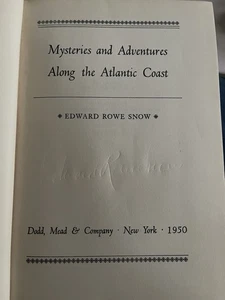 Mysteries and Adventures
Along the Atlantic Coast
◆ EDWARD ROWE SNOW ◆
Dodd, Mead & Company · New York · 1950